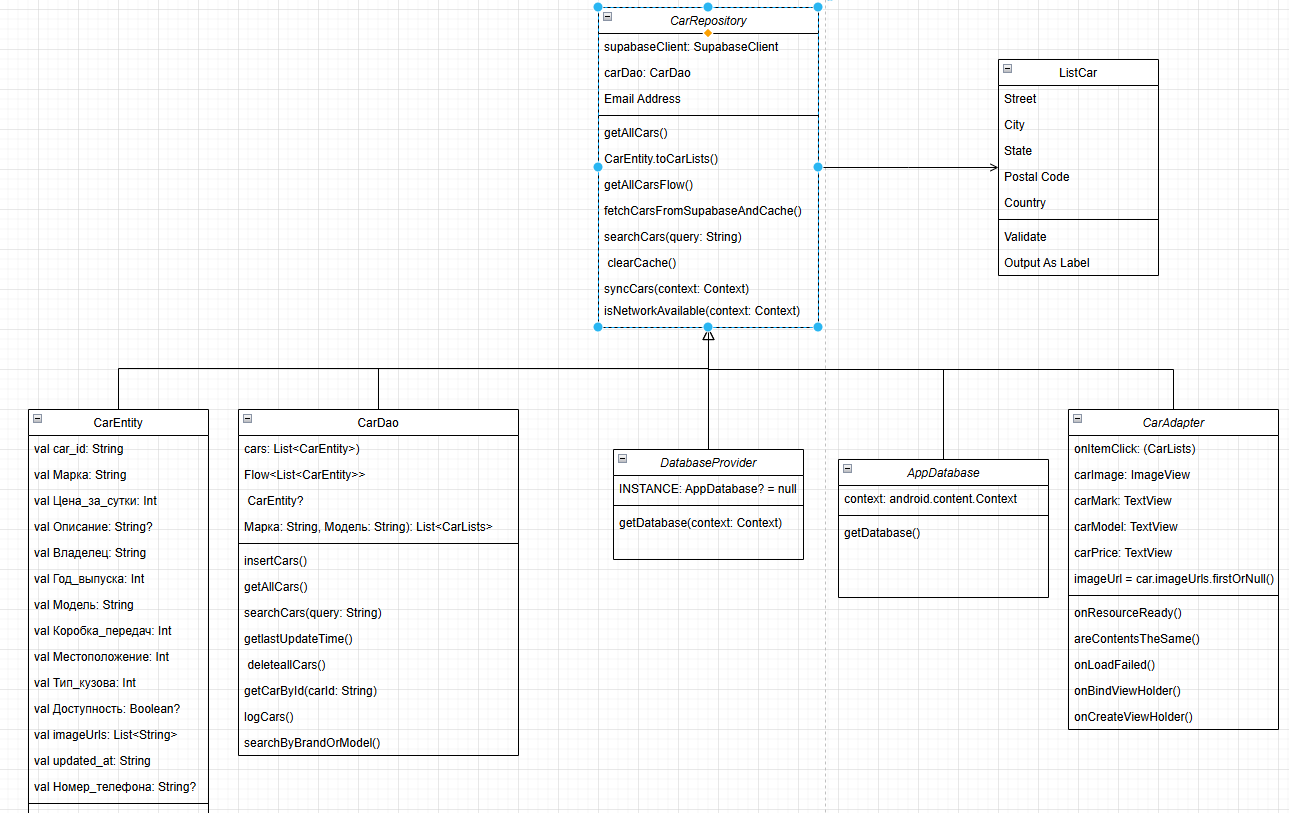 CarRepository
supabaseClient: SupabaseClient
carDao: CarDao
Email Address
getAllCars()
CarEntity.toCarLists()
getAllCarsFlow()
fetchCarsFromSupabaseAndCache()
searchCars(query: String)
clearCache()
syncCars(context: Context)
isNetworkAvailable(context: Context)
ListCar
Street
City
State
Postal Code
Country
Validate
Output As Label
CarEntity
val car_id: String
val Марка: String
val Цена_за_сутки: Int
val Описание: String?
val Владелец: String
val Год_выпуска: Int
val Модель: String
val Коробка_передач: Int
val Местоположение: Int
val Тип_кузова: Int
val Доступность: Boolean?
val imageUrls: List<String>
val updated_at: String
val Номер_телефона: String?
CarDao
cars: List<CarEntity>)
Flow<List<CarEntity>>
CarEntity?
Марка: String, Модель: String): List<CarLists>
insertCars()
getAllCars()
searchCars(query: String)
getlastUpdateTime()
deleteallCars()
getCarById(carId: String)
logCars()
searchByBrandOrModel()
DatabaseProvider
INSTANCE: AppDatabase? = null
getDatabase(context: Context)
AppDatabase
context: android.content.Context
getDatabase()
CarAdapter
onItemClick: (CarLists)
carImage: ImageView
carMark: TextView
carModel: TextView
carPrice: TextView
imageUrl = car.imageUrls.firstOrNull()
onResourceReady()
areContentsTheSame()
onLoadFailed()
onBindViewHolder()
onCreateViewHolder()